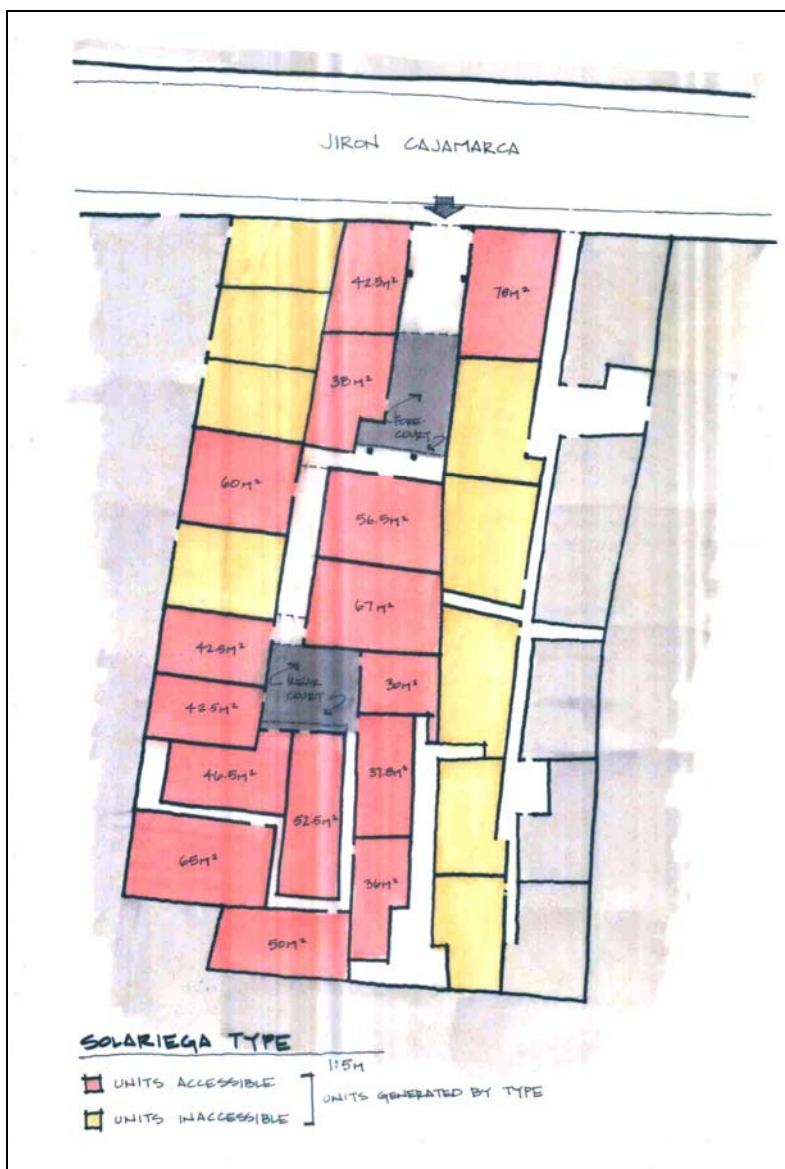 JIRON CAJAMARCA
42.5M²
78M²
38M²
FORE
COURT
60M²
56.5M²
67M²
42.5M²
REAR
COURT
30M²
42.5M²
46.5M²
37.5M²
52.5M²
65M²
36M²
50M²
SOLARIEGA TYPE
1:5M
UNITS ACCESSIBLE
UNITS GENERATED BY TYPE
UNITS INACCESSIBLE